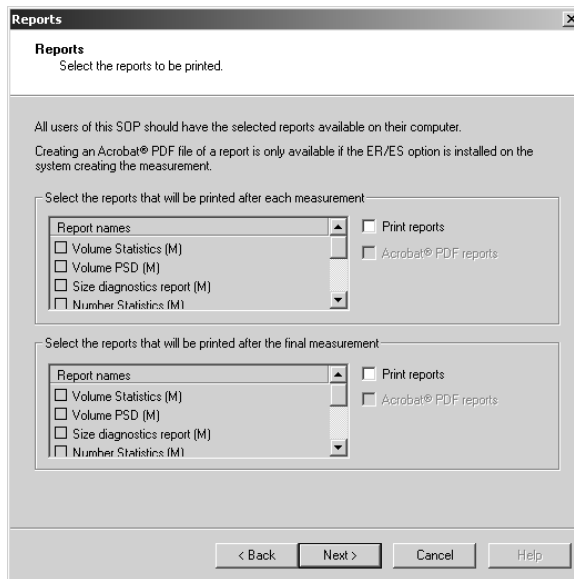 Reports
Reports
Select the reports to be printed.
All users of this SOP should have the selected reports available on their computer.
Creating an Acrobat® PDF file of a report is only available if the ER/ES option is installed on the
system creating the measurement.
Select the reports that will be printed after each measurement
Report names
Volume Statistics (M)
Volume PSD (M)
Size diagnostics report (M)
Number Statistics (M)
Print reports
Acrobat® PDF reports
Select the reports that will be printed after the final measurement
Report names
Volume Statistics (M)
Volume PSD (M)
Size diagnostics report (M)
Number Statistics (M)
Print reports
Acrobat® PDF reports
< Back Next > Cancel Help